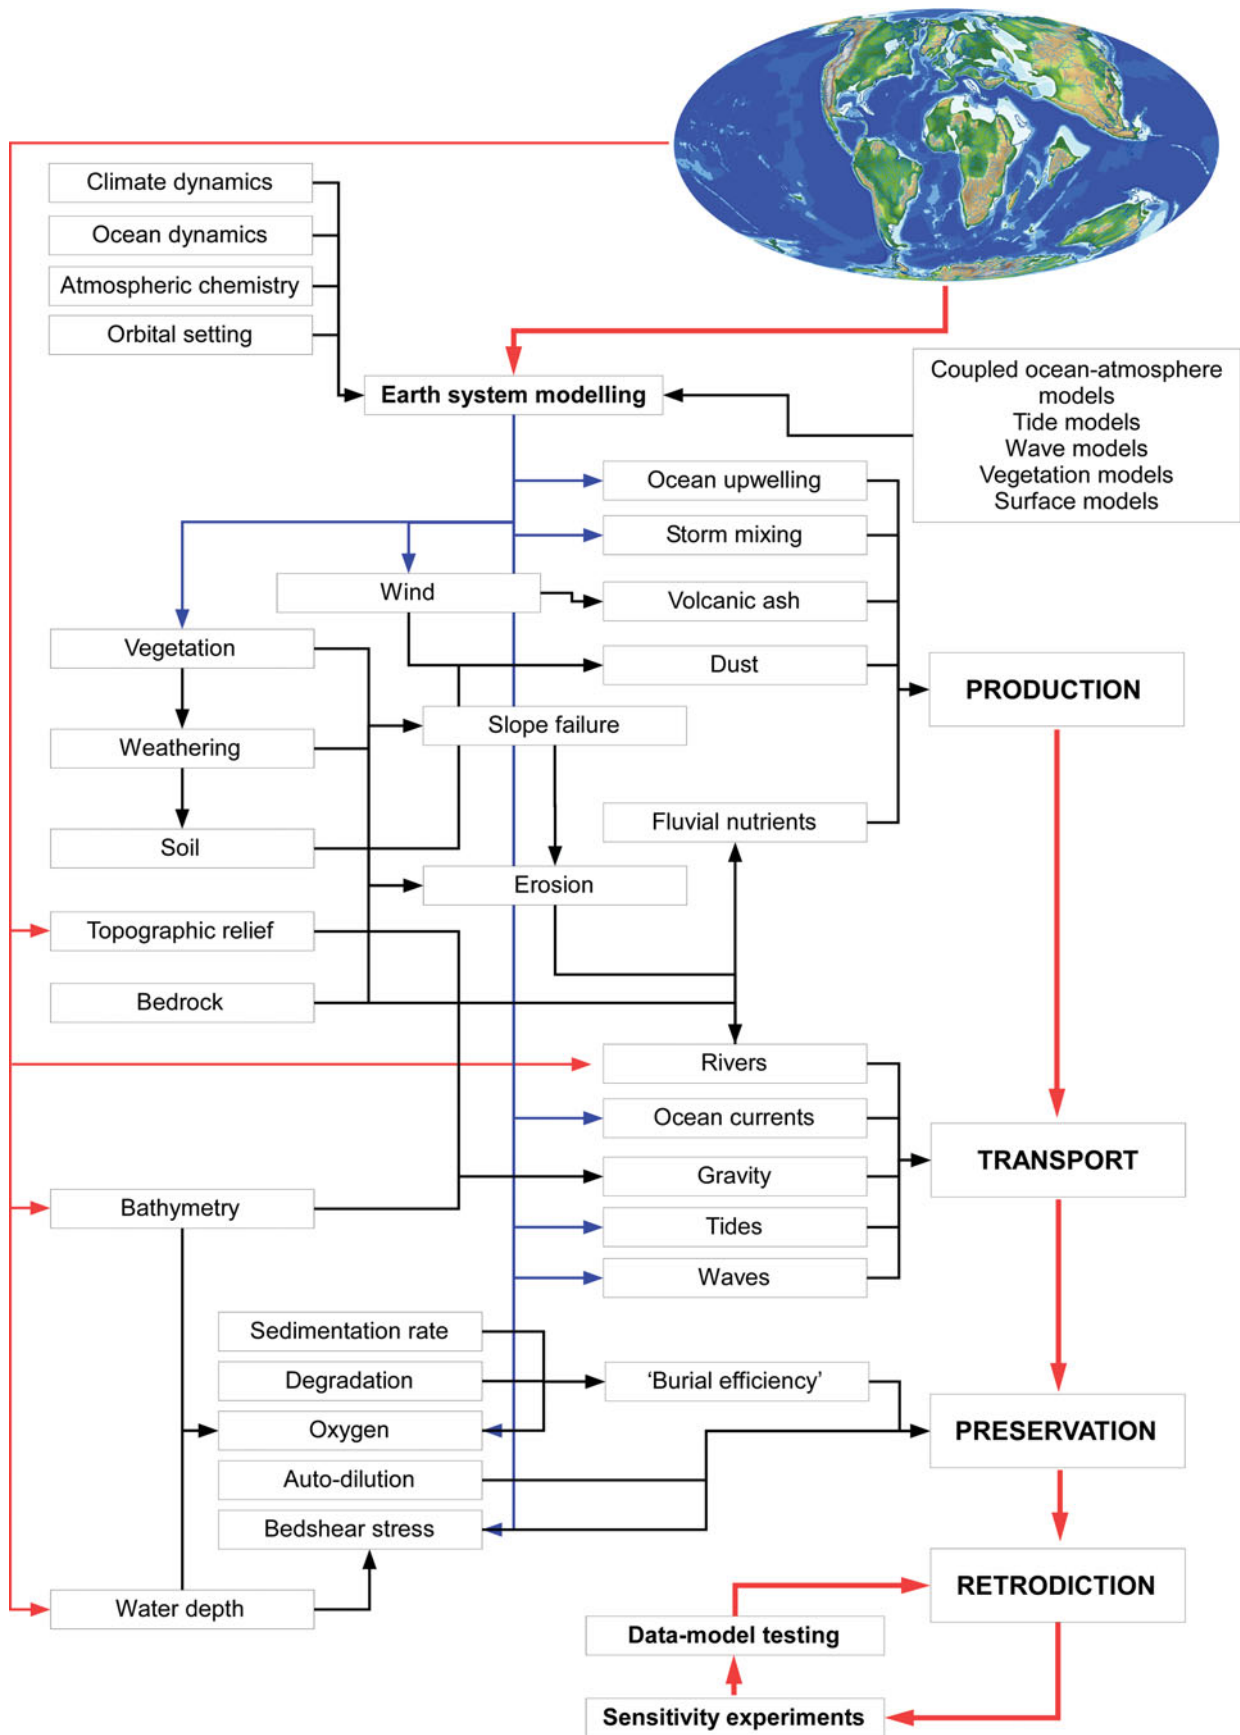 Climate dynamics
Ocean dynamics
Atmospheric chemistry
Orbital setting
Earth system modelling
Coupled ocean-atmosphere
models
Tide models
Wave models
Vegetation models
Surface models
Ocean upwelling
Storm mixing
Wind
Volcanic ash
Vegetation
Dust
PRODUCTION
Slope failure
Weathering
Fluvial nutrients
Soil
Erosion
Topographic relief
Bedrock
Rivers
Ocean currents
TRANSPORT
Gravity
Bathymetry
Tides
Waves
Sedimentation rate
Degradation
‘Burial efficiency’
Oxygen
PRESERVATION
Auto-dilution
Bedshear stress
RETRODICTION
Water depth
Data-model testing
Sensitivity experiments